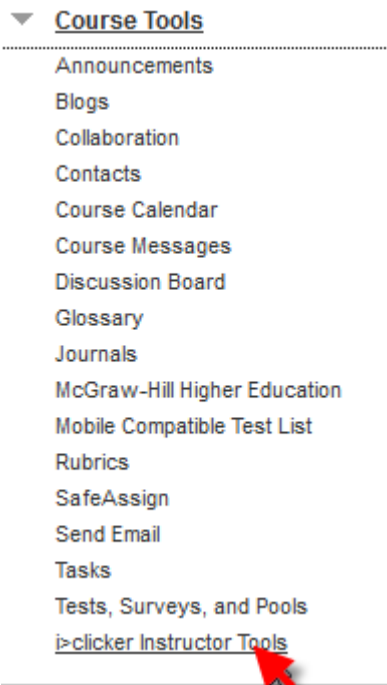 Course Tools
Announcements
Blogs
Collaboration
Contacts
Course Calendar
Course Messages
Discussion Board
Glossary
Journals
McGraw-Hill Higher Education
Mobile Compatible Test List
Rubrics
SafeAssign
Send Email
Tasks
Tests, Surveys, and Pools
i>clicker Instructor Tools